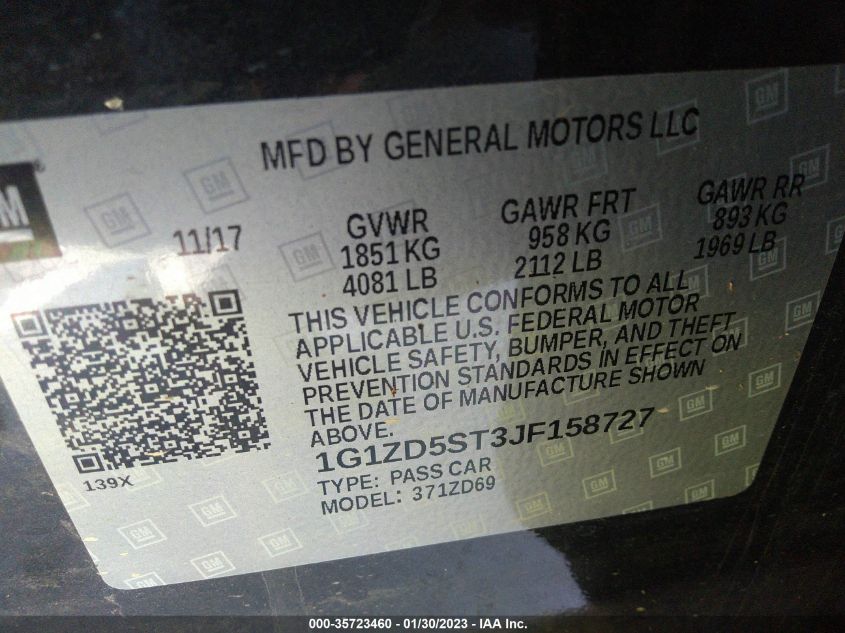 MFD BY GENERAL MOTORS LLC
11/17
GVWR
1851 KG
4081 LB
GAWR FRT
958 KG
2112 LB
GAWR RR
893 KG
1969 LB
THIS VEHICLE CONFORMS TO ALL
APPLICABLE U.S. FEDERAL MOTOR
VEHICLE SAFETY, BUMPER, AND THEFT
PREVENTION STANDARDS IN EFFECT ON
THE DATE OF MANUFACTURE SHOWN
ABOVE.
1G1ZD5ST3JF158727
TYPE: PASS CAR
MODEL: 371ZD69
139X
GM
000-35723460 - 01/30/2023 - IAA Inc.